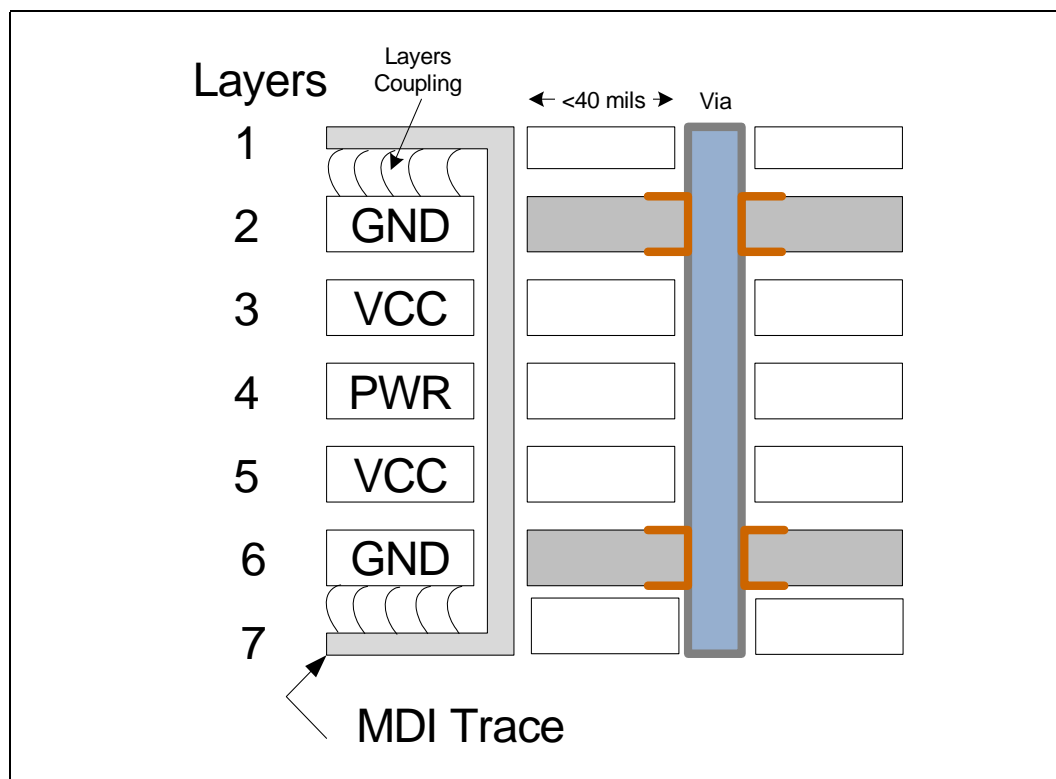 Layers
Coupling
Layers
<40 mils
Via
1
2
GND
3
VCC
4
PWR
5
VCC
6
GND
7
MDI Trace